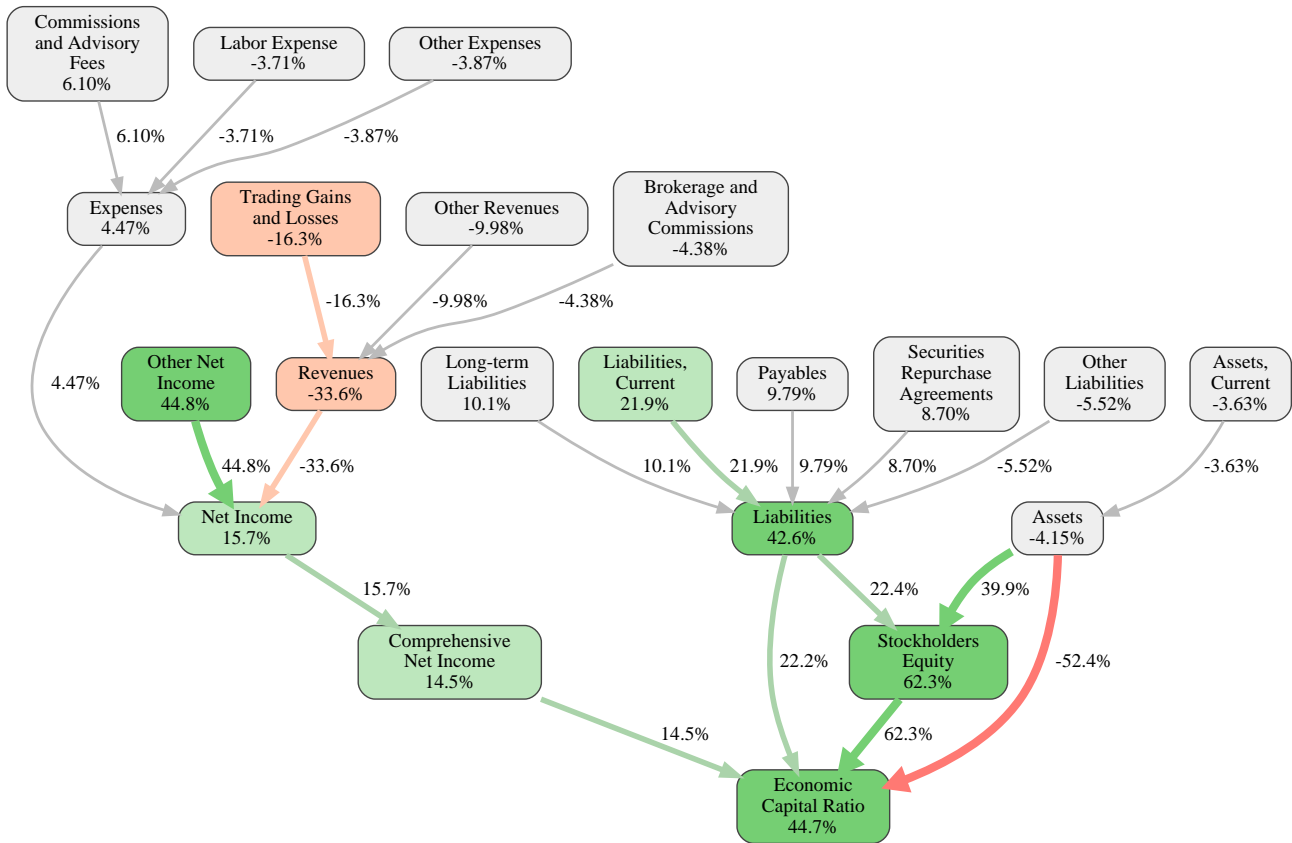 Commissions
and Advisory
Fees
6.10%
Labor Expense
-3.71%
Other Expenses
-3.87%
6.10%
-3.71%
-3.87%
Expenses
4.47%
Trading Gains
and Losses
-16.3%
Other Revenues
-9.98%
Brokerage and
Advisory
Commissions
-4.38%
-16.3%
-9.98%
-4.38%
4.47%
Other Net
Income
44.8%
Revenues
-33.6%
Long-term
Liabilities
10.1%
Liabilities,
Current
21.9%
Payables
9.79%
Securities
Repurchase
Agreements
8.70%
Other
Liabilities
-5.52%
Assets,
Current
-3.63%
44.8%
-33.6%
10.1%
21.9%
9.79%
8.70%
-5.52%
-3.63%
Net Income
15.7%
Liabilities
42.6%
Assets
-4.15%
15.7%
22.4%
39.9%
Comprehensive
Net Income
14.5%
22.2%
Stockholders
Equity
62.3%
-52.4%
14.5%
62.3%
Economic
Capital Ratio
44.7%